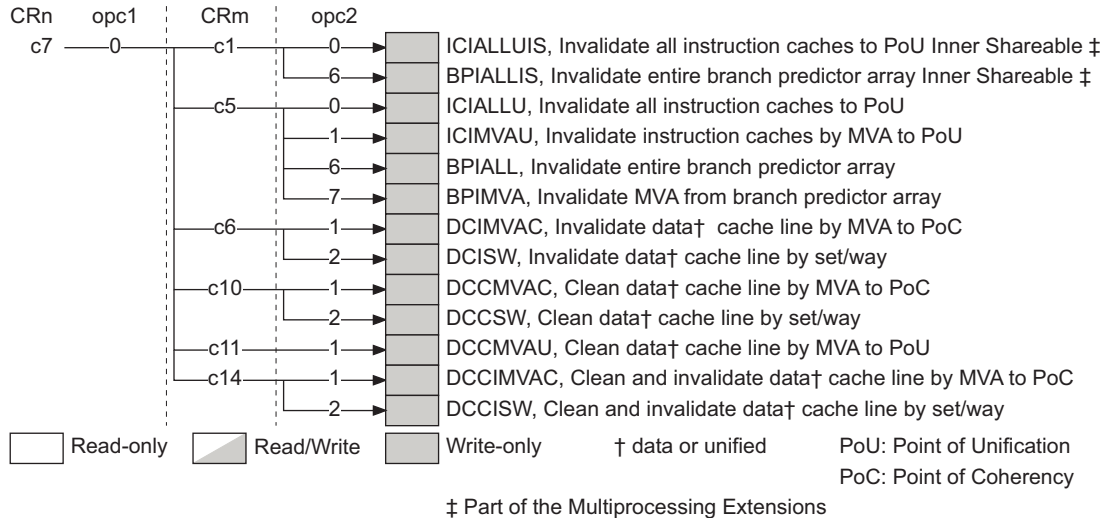 CRn opc1 CRm opc2
c7 0 c1 0 ICIALLUIS, Invalidate all instruction caches to PoU Inner Shareable ‡
6 BPIALLIS, Invalidate entire branch predictor array Inner Shareable ‡
c5 0 ICIALLU, Invalidate all instruction caches to PoU
1 ICIMVAU, Invalidate instruction caches by MVA to PoU
6 BPIALL, Invalidate entire branch predictor array
7 BPIMVA, Invalidate MVA from branch predictor array
c6 1 DCIMVAC, Invalidate data† cache line by MVA to PoC
2 DCISW, Invalidate data† cache line by set/way
c10 1 DCCMVAC, Clean data† cache line by MVA to PoC
2 DCCSW, Clean data† cache line by set/way
c11 1 DCCMVAU, Clean data† cache line by MVA to PoU
c14 1 DCCIMVAC, Clean and invalidate data† cache line by MVA to PoC
2 DCCISW, Clean and invalidate data† cache line by set/way
Read-only Read/Write Write-only † data or unified PoU: Point of Unification
PoC: Point of Coherency
‡ Part of the Multiprocessing Extensions